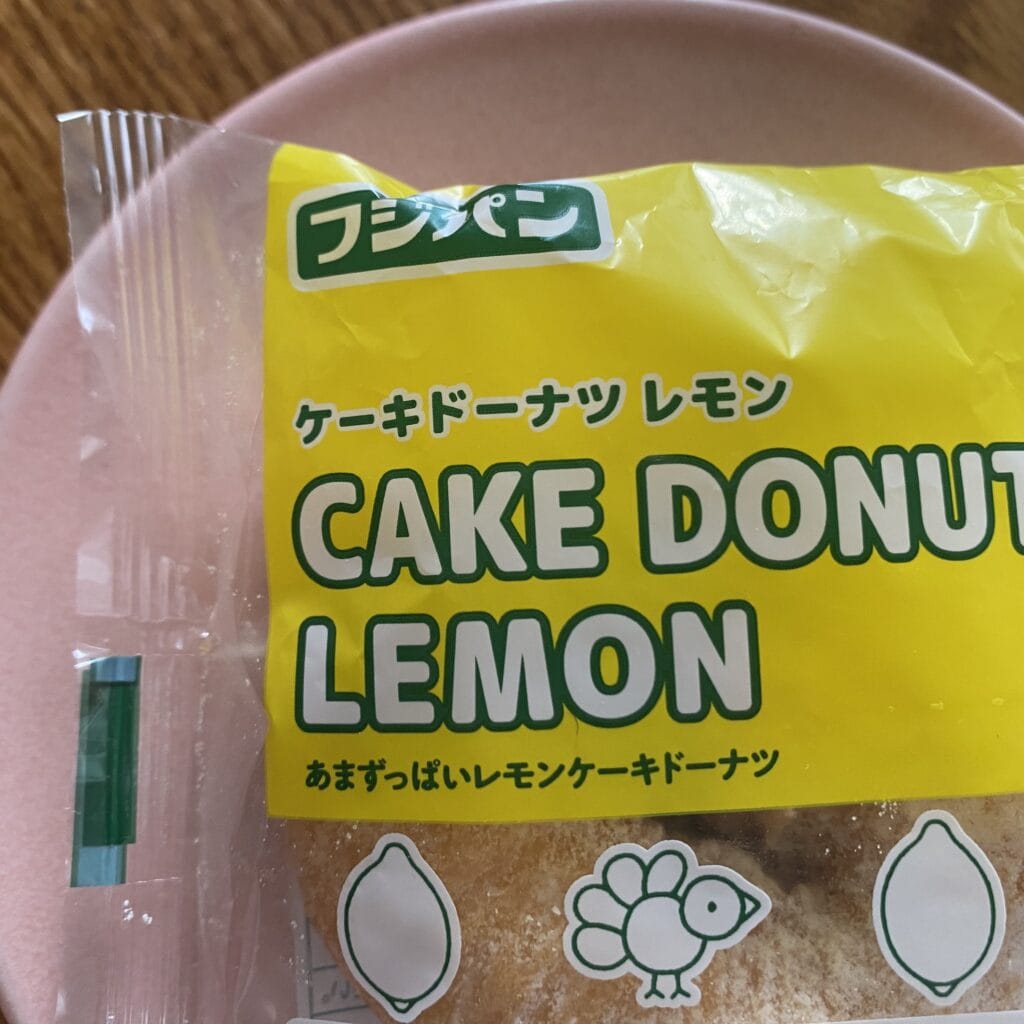 フジパン
ケーキドーナツ レモン
CAKE DONUT
LEMON
あまずっぱいレモンケーキドーナツ